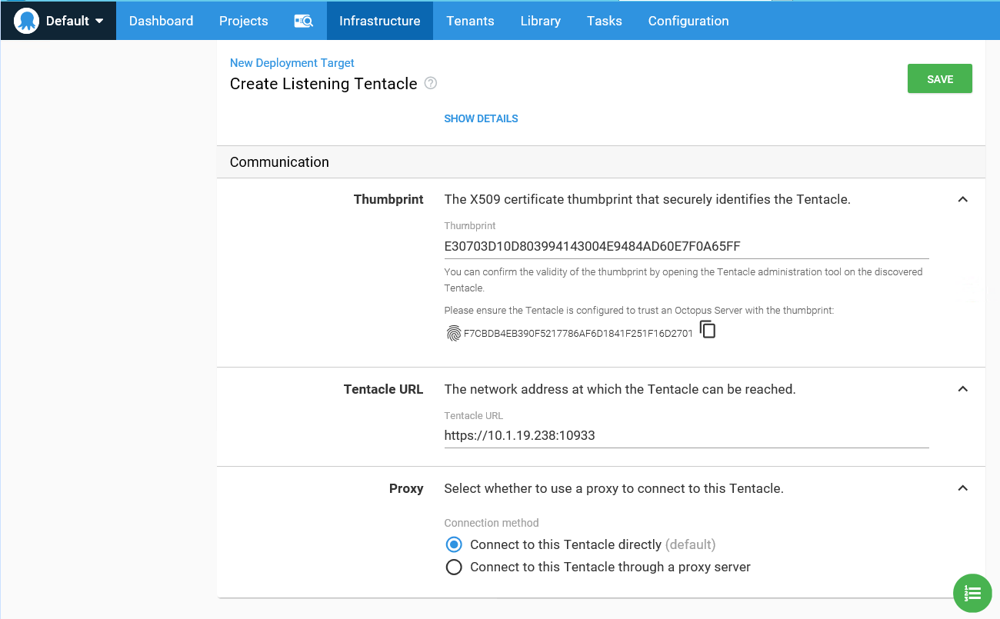 Default Dashboard Projects Infrastructure Tenants Library Tasks Configuration
New Deployment Target
Create Listening Tentacle ?
SAVE
SHOW DETAILS
Communication
Thumbprint The X509 certificate thumbprint that securely identifies the Tentacle.
Thumbprint
E30703D10D803994143004E9484AD60E7F0A65FF
You can confirm the validity of the thumbprint by opening the Tentacle administration tool on the discovered
Tentacle.
Please ensure the Tentacle is configured to trust an Octopus Server with the thumbprint:
F7CBDB4EB390F5217786AF6D1841F251F16D2701
Tentacle URL The network address at which the Tentacle can be reached.
Tentacle URL
https://10.1.19.238:10933
Proxy Select whether to use a proxy to connect to this Tentacle.
Connection method
Connect to this Tentacle directly (default)
Connect to this Tentacle through a proxy server